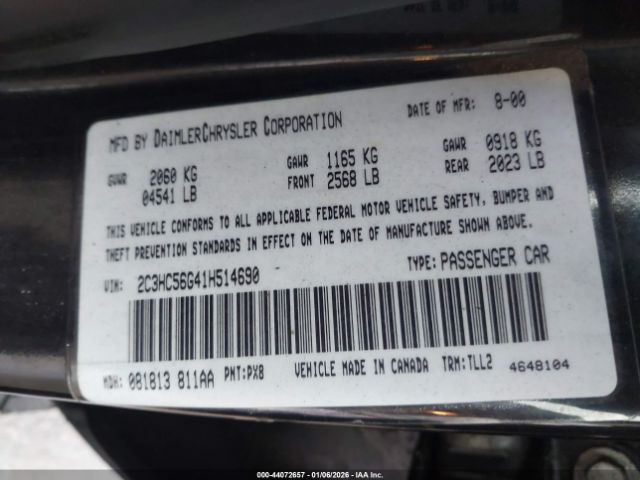 MFD BY DAIMLERCHRYSLER CORPORATION DATE OF MFR: 8-00
GVWR 2060 KG GAWR 1165 KG GAWR 0918 KG
04541 LB FRONT 2568 LB REAR 2023 LB
THIS VEHICLE CONFORMS TO ALL APPLICABLE FEDERAL MOTOR VEHICLE SAFETY, BUMPER AND
THEFT PREVENTION STANDARDS IN EFFECT ON THE DATE OF MANUFACTURE SHOWN ABOVE.
VIN: 2C3HC56G41H514690 TYPE: PASSENGER CAR
MDH: 081813 811AA PNT:PX8 VEHICLE MADE IN CANADA TRM:TLL2 4648104
000-44072657 - 01/06/2026 - IAA Inc.